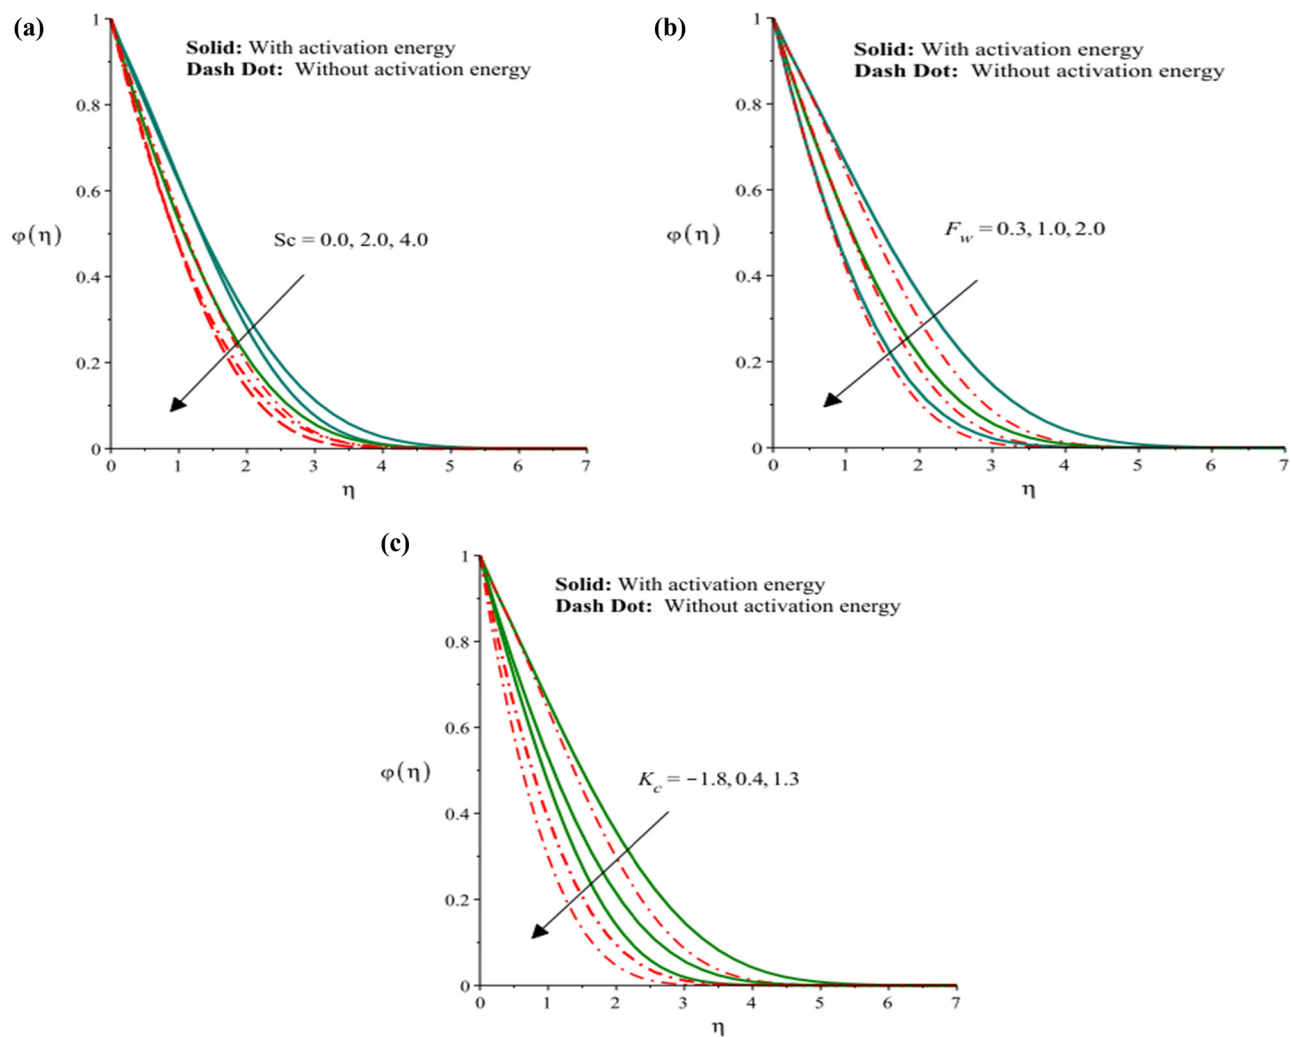 (a)
Solid: With activation energy
Dash Dot: Without activation energy
1
0.8
0.6
φ(η)
Sc = 0.0, 2.0, 4.0
0.4
0.2
0
0 1 2 3 4 5 6 7
η
(b)
Solid: With activation energy
Dash Dot: Without activation energy
1
0.8
0.6
φ(η)
F_w = 0.3, 1.0, 2.0
0.4
0.2
0
0 1 2 3 4 5 6 7
η
(c)
Solid: With activation energy
Dash Dot: Without activation energy
1
0.8
0.6
φ(η)
K_c = −1.8, 0.4, 1.3
0.4
0.2
0
0 1 2 3 4 5 6 7
η